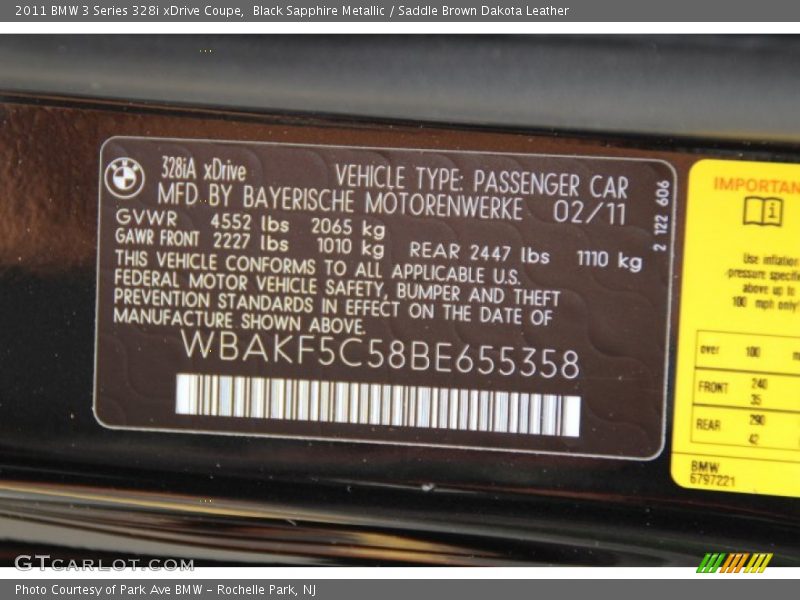 2011 BMW 3 Series 328i xDrive Coupe, Black Sapphire Metallic / Saddle Brown Dakota Leather
328iA xDrive VEHICLE TYPE: PASSENGER CAR
MFD BY BAYERISCHE MOTORENWERKE 02/11
GVWR 4552 lbs 2065 kg
GAWR FRONT 2227 lbs 1010 kg REAR 2447 lbs 1110 kg
THIS VEHICLE CONFORMS TO ALL APPLICABLE U.S.
FEDERAL MOTOR VEHICLE SAFETY, BUMPER AND THEFT
PREVENTION STANDARDS IN EFFECT ON THE DATE OF
MANUFACTURE SHOWN ABOVE.
WBAKF5C58BE655358
2 122 606
IMPORTAN
Use inflation
pressure specifie
above up to
100 mph only
over 100 m
FRONT 240
35
REAR 290
42
BMW
6797221
GTCARLOT.COM
Photo Courtesy of Park Ave BMW - Rochelle Park, NJ